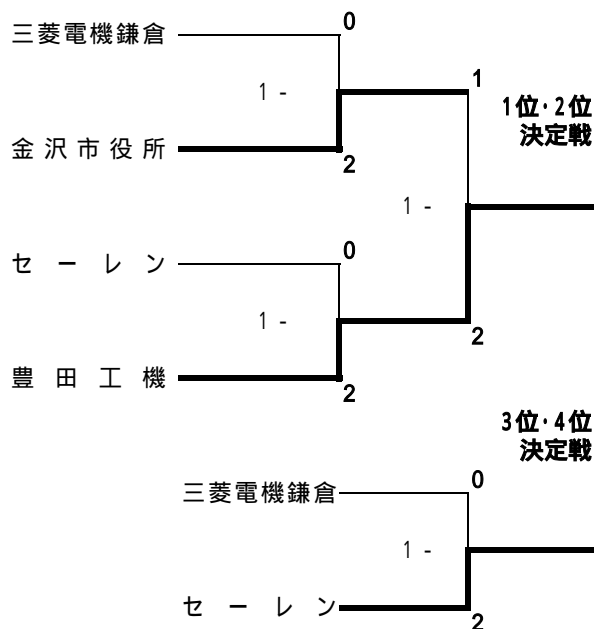 三菱電機鎌倉
0
1 -
1
1位・2位
決定戦
金沢市役所
2
1 -
セーレン
0
1 -
2
豊田工機
2
3位・4位
決定戦
0
三菱電機鎌倉
1 -
セーレン
2